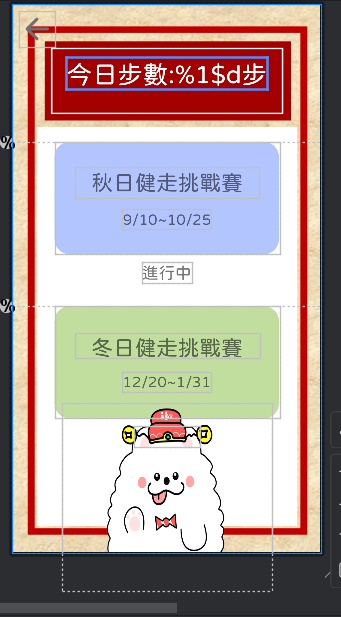 今日步數:%1$d步
%
秋日健走挑戰賽
9/10~10/25
進行中
%
冬日健走挑戰賽
12/20~1/31